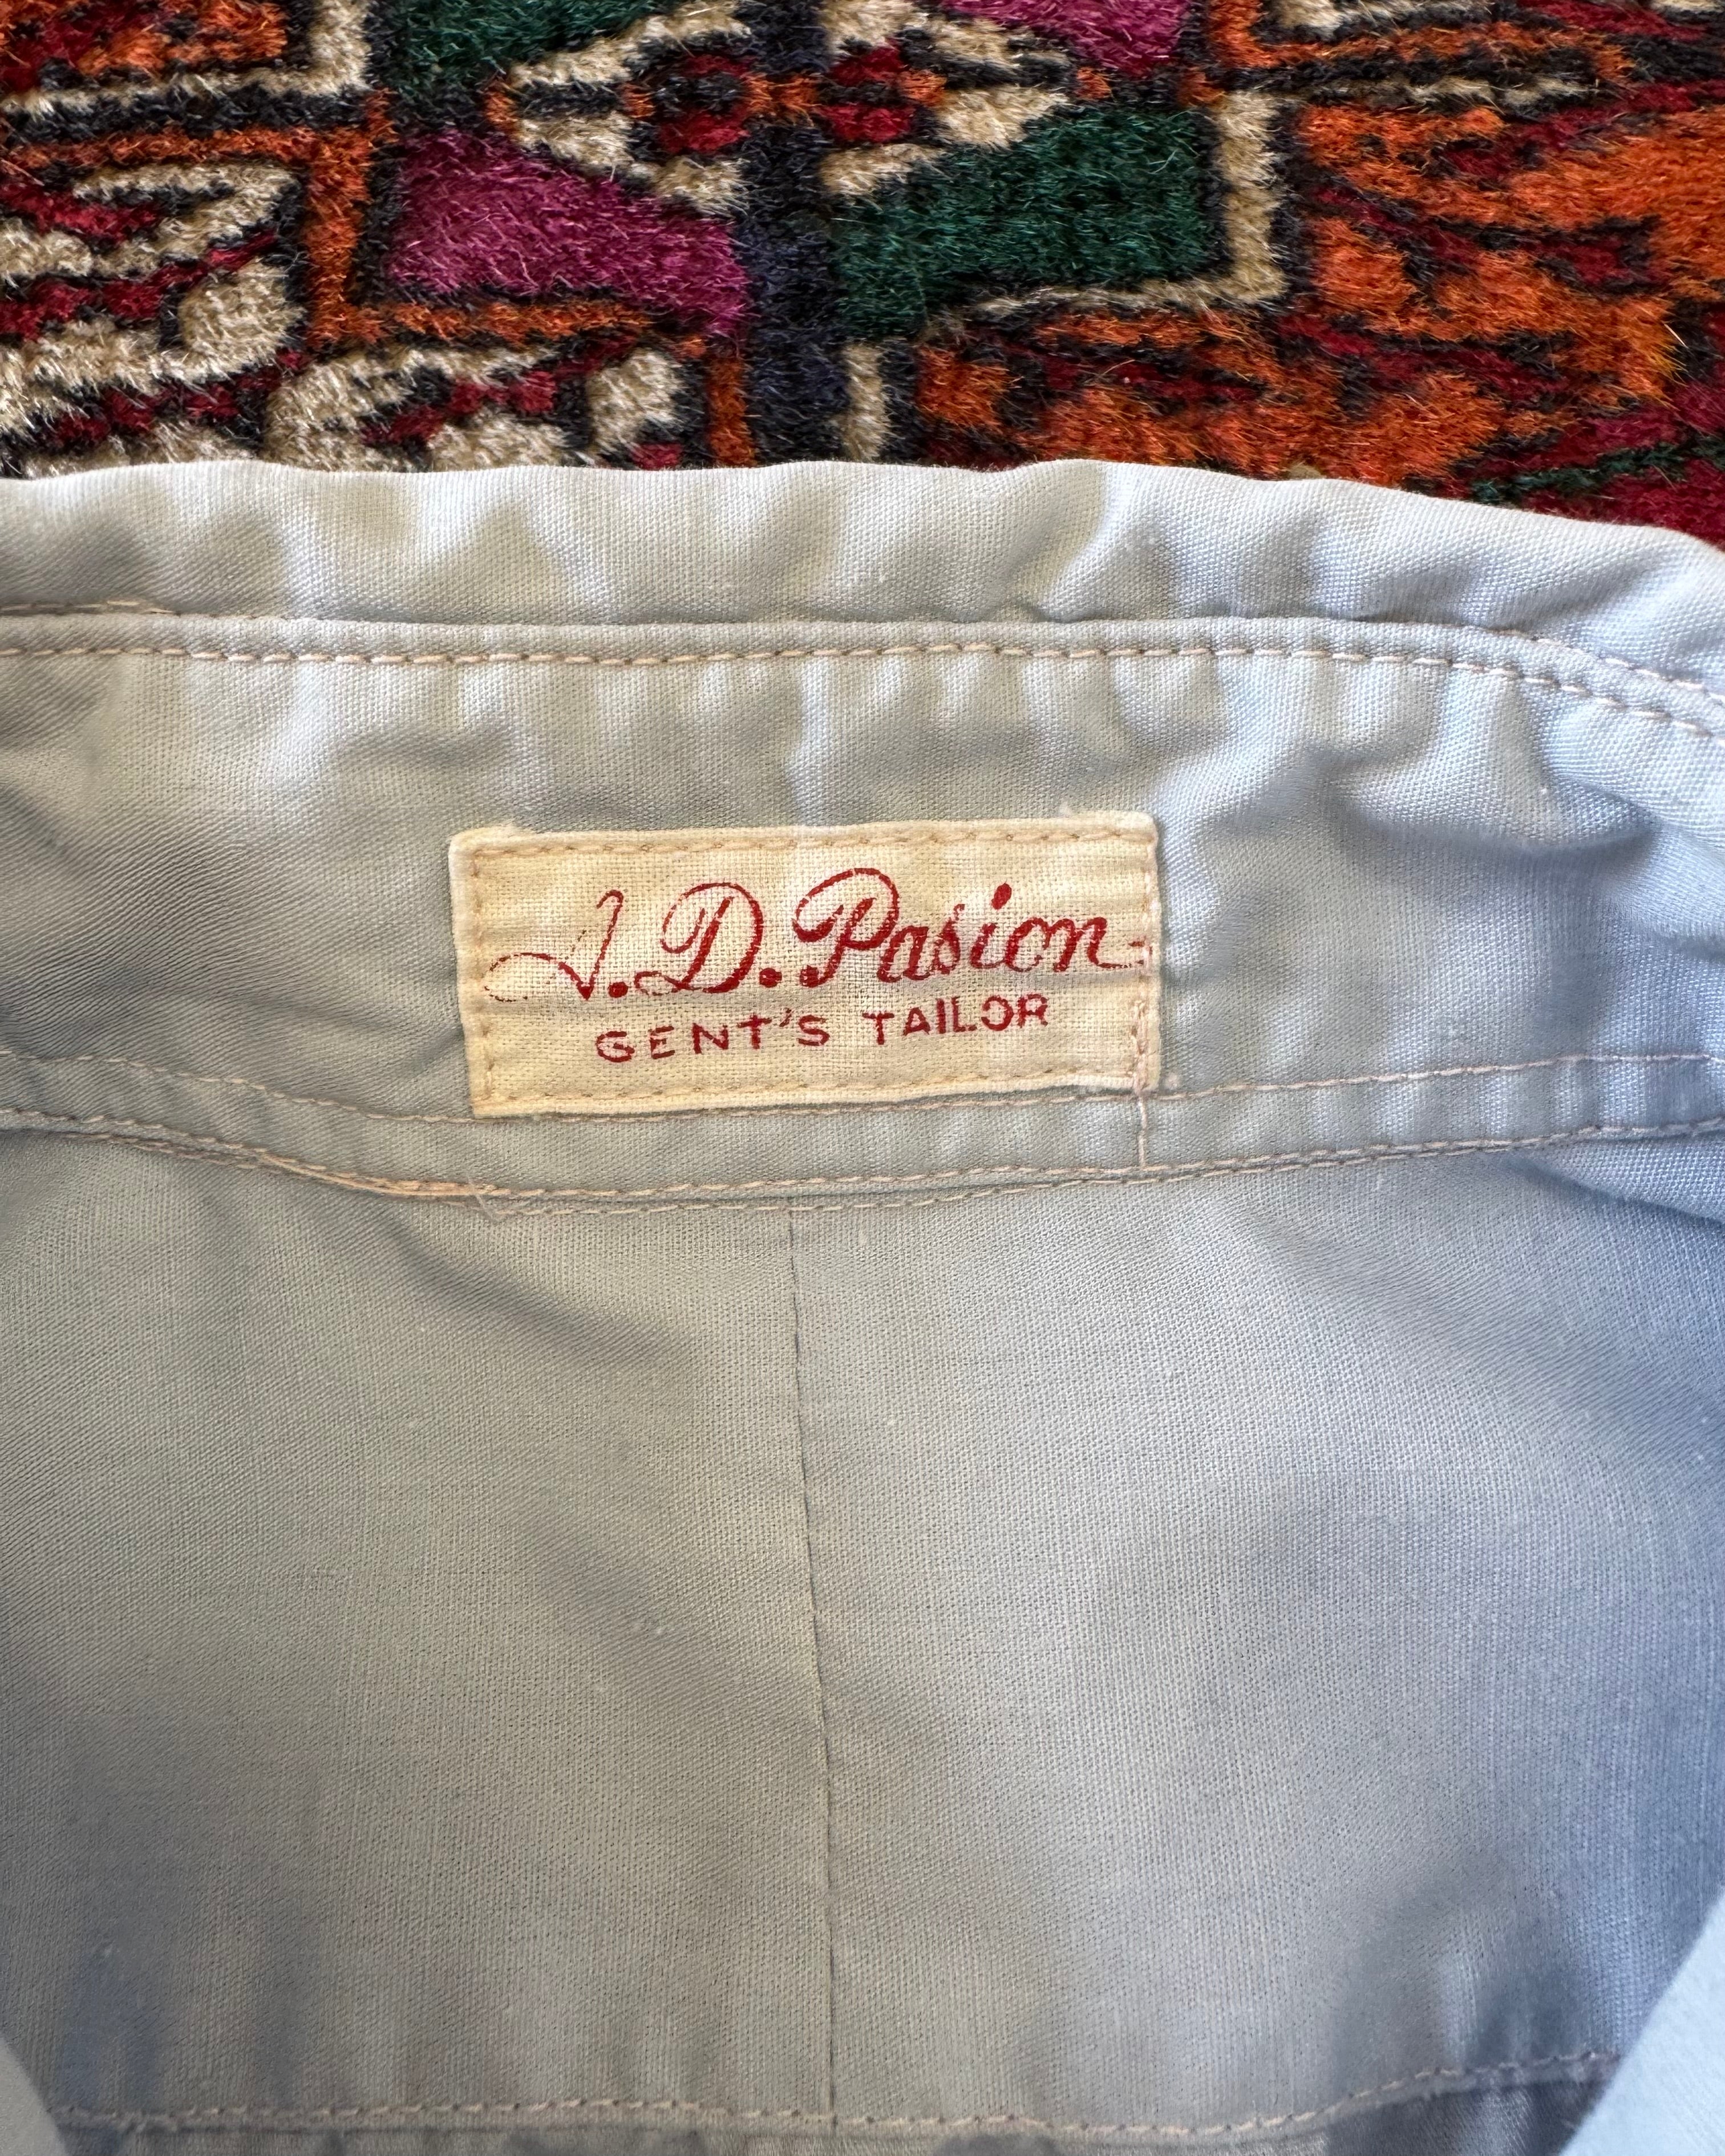 A. D. Pasion
GENT'S TAILOR